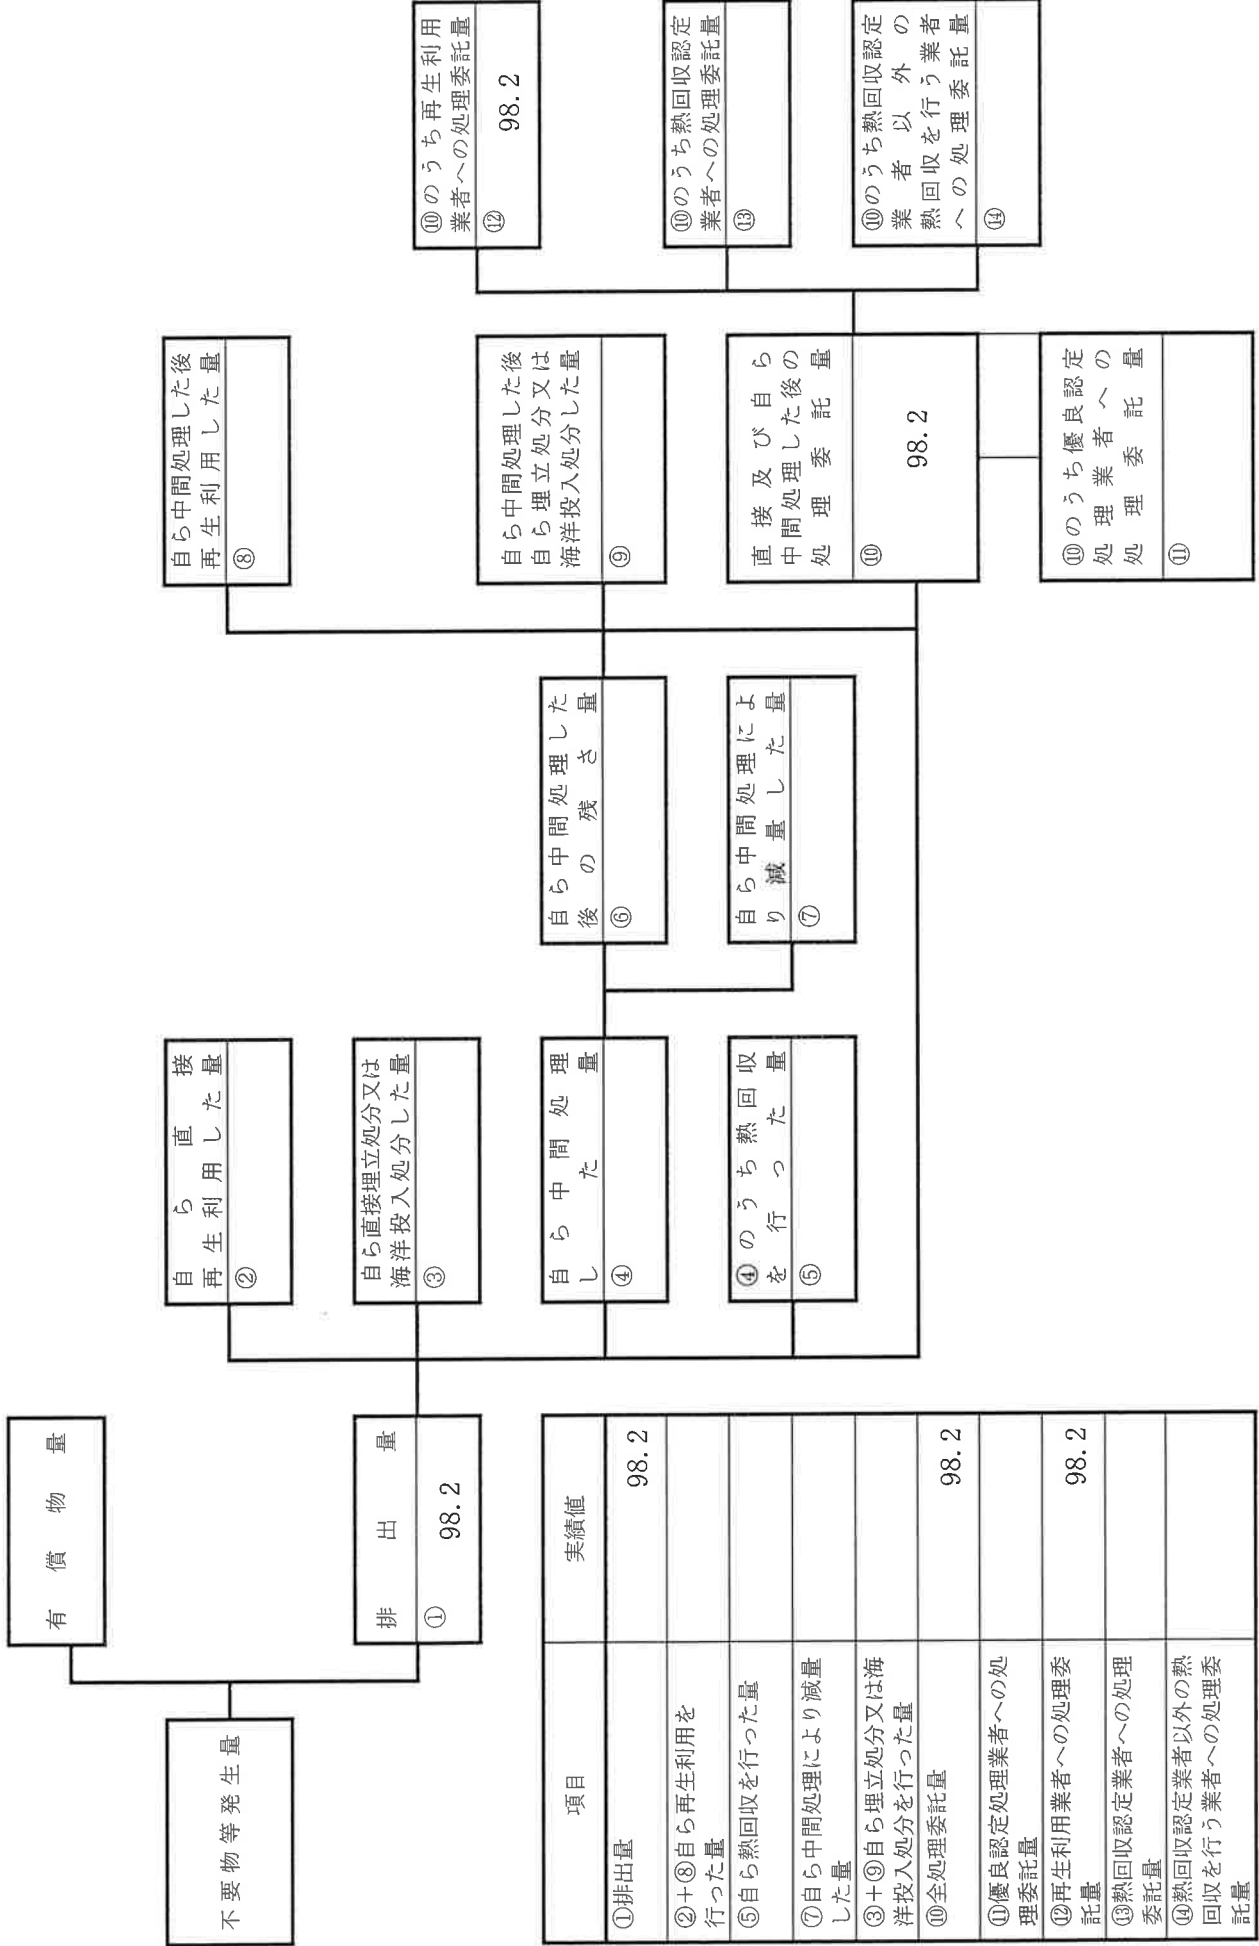 不要物等発生量
有償物量
排出量
① 98.2
自ら直接
再生利用した量
②
自ら直接埋立処分又は
海洋投入処分した量
③
自ら中間処理
した量
④
④のうち熱回収
を行った量
⑤
自ら中間処理した
後の残さ量
⑥
自ら中間処理によ
り減量した量
⑦
自ら中間処理した後
再生利用した量
⑧
自ら中間処理した後
自ら埋立処分又は
海洋投入処分した量
⑨
直接及び自ら
中間処理した後の
処理委託量
⑩
98.2
⑩のうち優良認定
処理業者への
処理委託量
⑪
⑩のうち再生利用
業者への処理委託量
⑫
98.2
⑩のうち熱回収認定
業者への処理委託量
⑬
⑩のうち熱回収認定
業者以外の
熱回収を行う業者
への処理委託量
⑭
項目 実績値
①排出量 98.2
②+⑧自ら再生利用を
行った量
⑤自ら熱回収を行った量
⑦自ら中間処理により減量
した量
③+⑨自ら埋立処分又は海
洋投入処分を行った量
⑩全処理委託量 98.2
⑪優良認定処理業者への処
理委託量
⑫再生利用業者への処理委
託量 98.2
⑬熱回収認定業者への処理
委託量
⑭熱回収認定業者以外の熱
回収を行う業者への処理委
託量